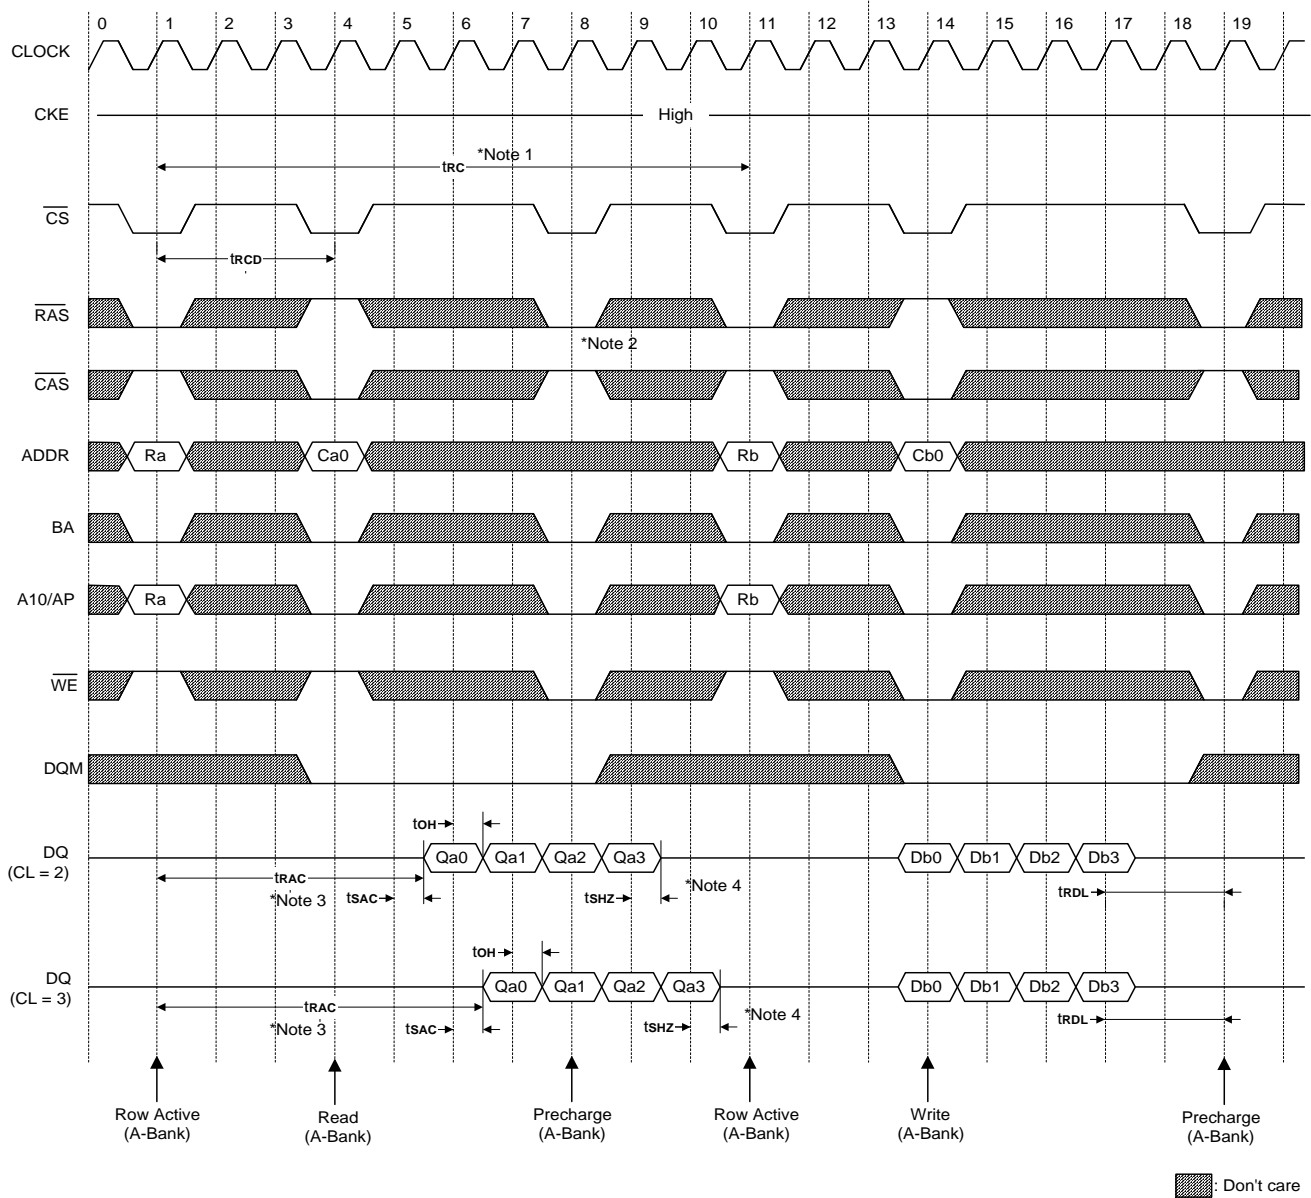 0 1 2 3 4 5 6 7 8 9 10 11 12 13 14 15 16 17 18 19
CLOCK
CKE High
*Note 1
tRC
CS
tRCD
RAS
*Note 2
CAS
ADDR Ra Ca0 Rb Cb0
BA
A10/AP Ra Rb
WE
DQM
tOH
DQ
(CL = 2)
Qa0 Qa1 Qa2 Qa3 Db0 Db1 Db2 Db3
tRAC
*Note 3 tSAC tSHZ *Note 4 tRDL
tOH
DQ
(CL = 3)
Qa0 Qa1 Qa2 Qa3 Db0 Db1 Db2 Db3
tRAC
*Note 3 tSAC tSHZ *Note 4 tRDL
Row Active
(A-Bank)
Read
(A-Bank)
Precharge
(A-Bank)
Row Active
(A-Bank)
Write
(A-Bank)
Precharge
(A-Bank)
: Don't care